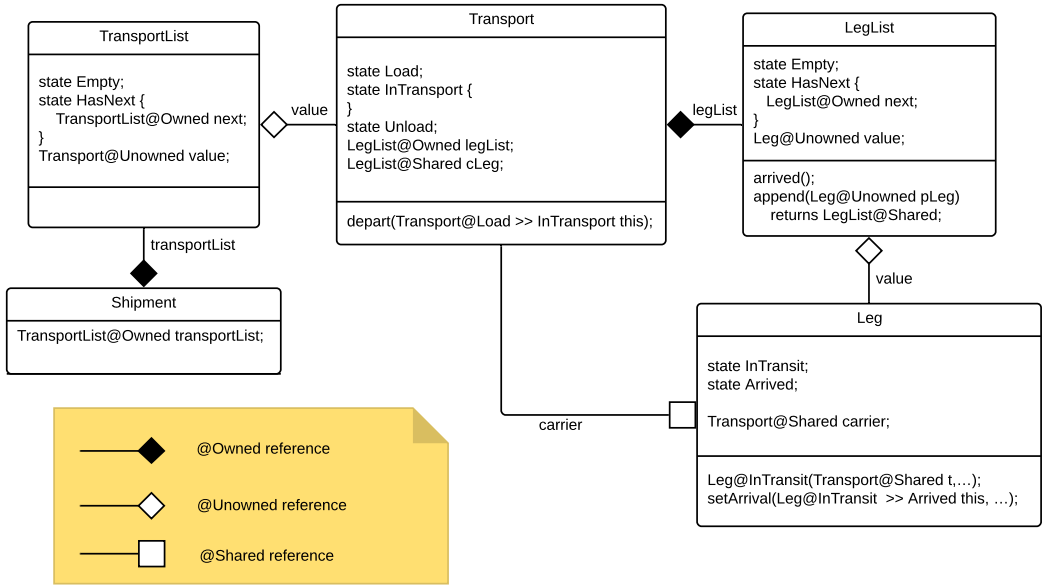 TransportList
state Empty;
state HasNext {
TransportList@Owned next;
}
Transport@Unowned value;
value
Transport
state Load;
state InTransport {
}
state Unload;
LegList@Owned legList;
LegList@Shared cLeg;
depart(Transport@Load >> InTransport this);
legList
LegList
state Empty;
state HasNext {
LegList@Owned next;
}
Leg@Unowned value;
arrived();
append(Leg@Unowned pLeg)
returns LegList@Shared;
transportList
Shipment
TransportList@Owned transportList;
value
Leg
state InTransit;
state Arrived;
Transport@Shared carrier;
Leg@InTransit(Transport@Shared t,...);
setArrival(Leg@InTransit >> Arrived this, ...);
carrier
@Owned reference
@Unowned reference
@Shared reference